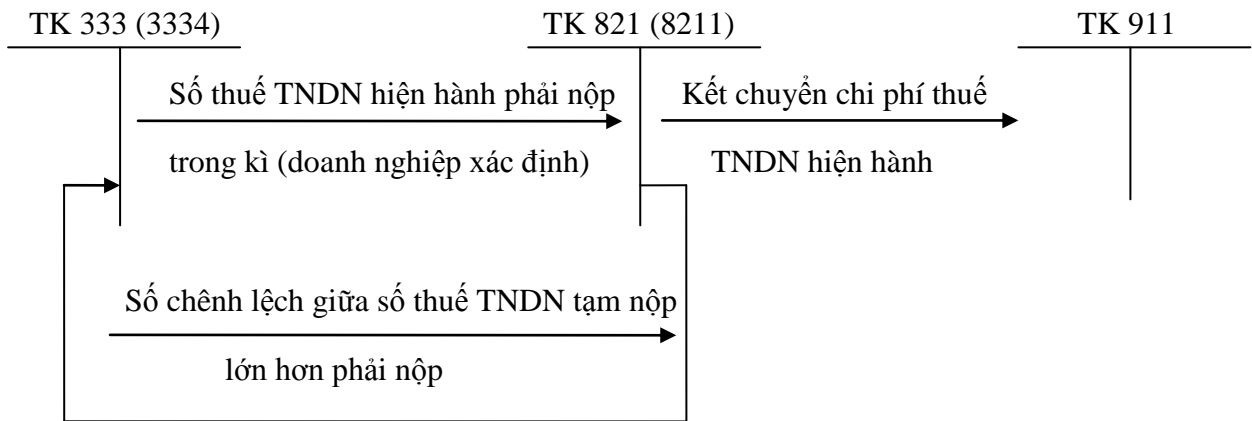 TK 333 (3334)
TK 821 (8211)
TK 911
Số thuế TNDN hiện hành phải nộp
trong kì (doanh nghiệp xác định)
Kết chuyển chi phí thuế
TNDN hiện hành
Số chênh lệch giữa số thuế TNDN tạm nộp
lớn hơn phải nộp